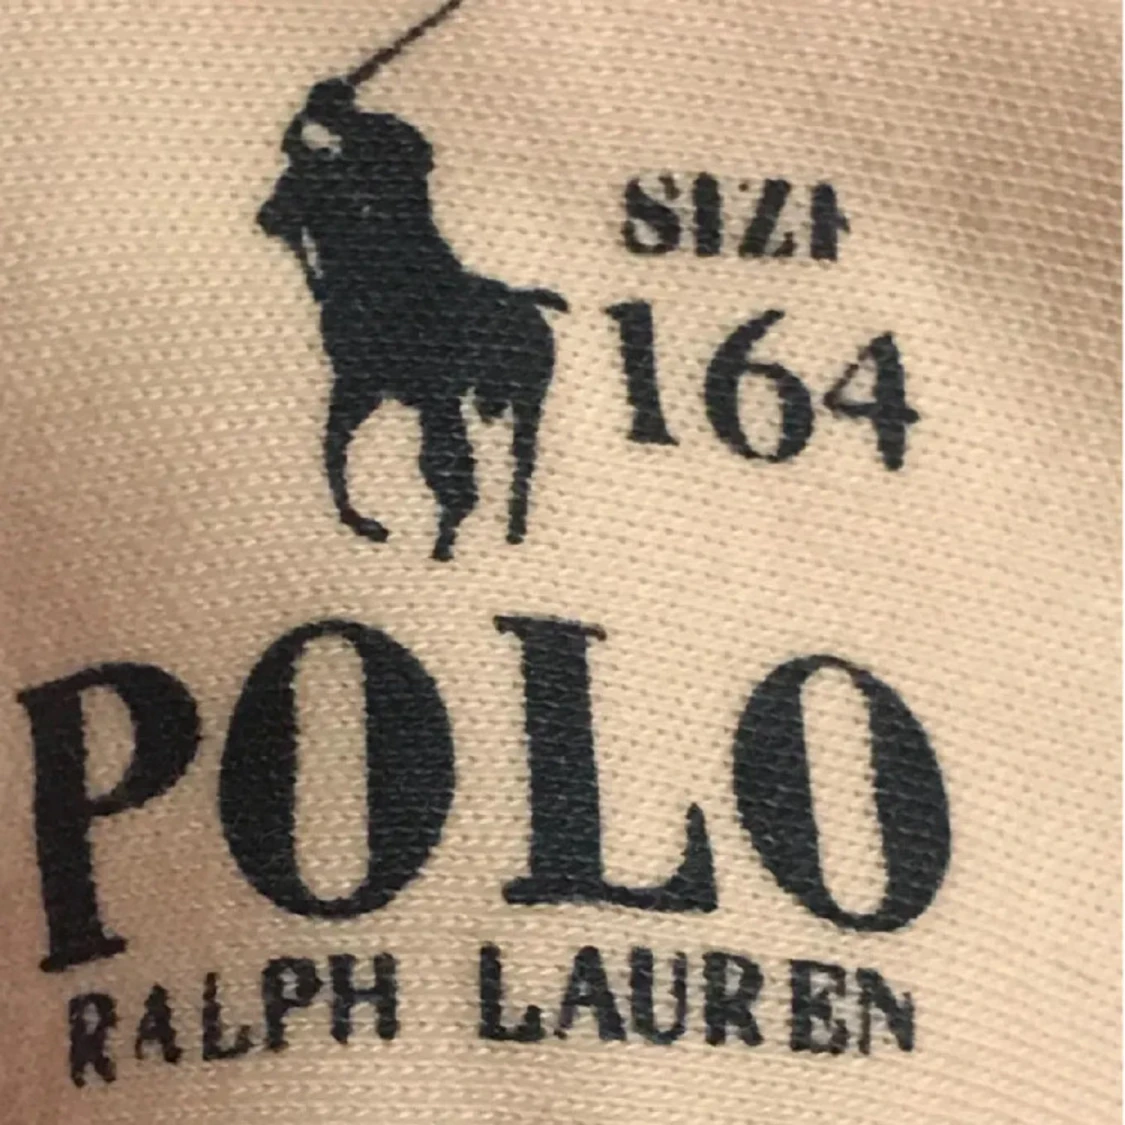 SIZE
164
POLO
RALPH LAUREN